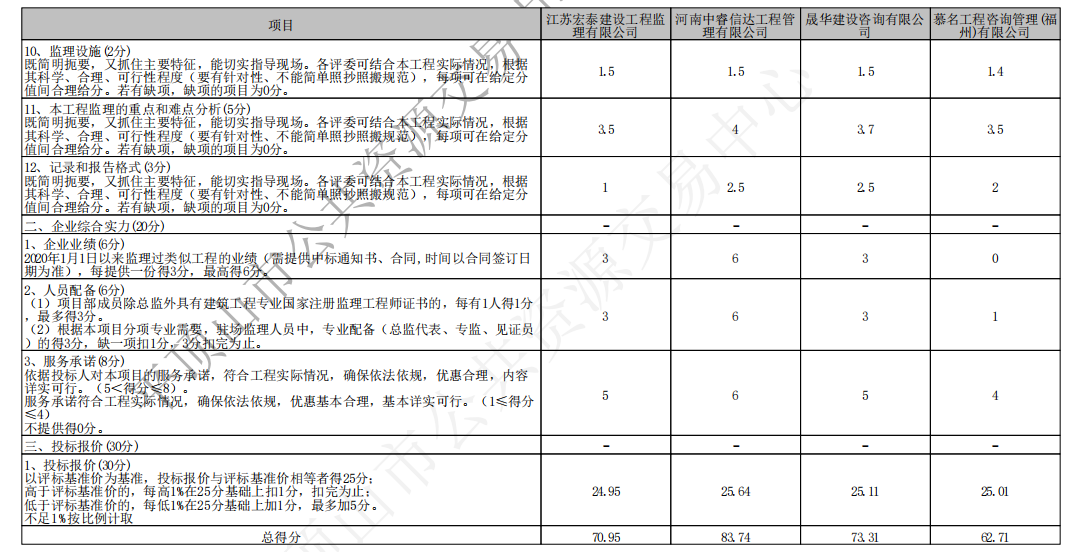 项目 江苏宏泰建设工程监理有限公司 河南中睿信达工程管理有限公司 晟华建设咨询有限公司 慕名工程咨询管理(福州)有限公司
10、监理设施(2分)
既简明扼要，又抓住主要特征，能切实指导现场。各评委可结合本工程实际情况，根据
其科学、合理、可行性程度（要有针对性、不能简单照抄照搬规范），每项可在给定分
值间合理给分。若有缺项，缺项的项目为0分。
1.5 1.5 1.5 1.4
11、本工程监理的重点和难点分析(5分)
既简明扼要，又抓住主要特征，能切实指导现场。各评委可结合本工程实际情况，根据
其科学、合理、可行性程度（要有针对性、不能简单照抄照搬规范），每项可在给定分
值间合理给分。若有缺项，缺项的项目为0分。
3.5 4 3.7 3.5
12、记录和报告格式(3分)
既简明扼要，又抓住主要特征，能切实指导现场。各评委可结合本工程实际情况，根据
其科学、合理、可行性程度（要有针对性、不能简单照抄照搬规范），每项可在给定分
值间合理给分。若有缺项，缺项的项目为0分。
1 2.5 2.5 2
二、企业综合实力(20分) - - - -
1、企业业绩(6分)
2020年1月1日以来监理过类似工程的业绩（需提供中标通知书、合同,时间以合同签订日
期为准），每提供一份得3分，最高得6分。
3 6 3 0
2、人员配备(6分)
（1）项目部成员除总监外具有建筑工程专业国家注册监理工程师证书的，每有1人得1分
，最多得3分。
（2）根据本项目分项专业需要，驻场监理人员中，专业配备（总监代表、专监、见证员
）的得3分，缺一项扣1分，3分扣完为止。
3 6 3 1
3、服务承诺(8分)
依据投标人对本项目的服务承诺，符合工程实际情况，确保依法依规，优惠合理，内容
详实可行。（5＜得分≤8）。
服务承诺符合工程实际情况，确保依法依规，优惠基本合理，基本详实可行。（1≤得分
≤4）
不提供得0分。
5 6 5 4
三、投标报价(30分) - - - -
1、投标报价(30分)
以评标基准价为基准，投标报价与评标基准价相等者得25分；
高于评标基准价的，每高1%在25分基础上扣1分，扣完为止；
低于评标基准价的，每低1%在25分基础上加1分，最多加5分。
不足1%按比例计取
24.95 25.64 25.11 25.01
总得分 70.95 83.74 73.31 62.71
平顶山市公共资源交易中
顶山市公共资源交易中心